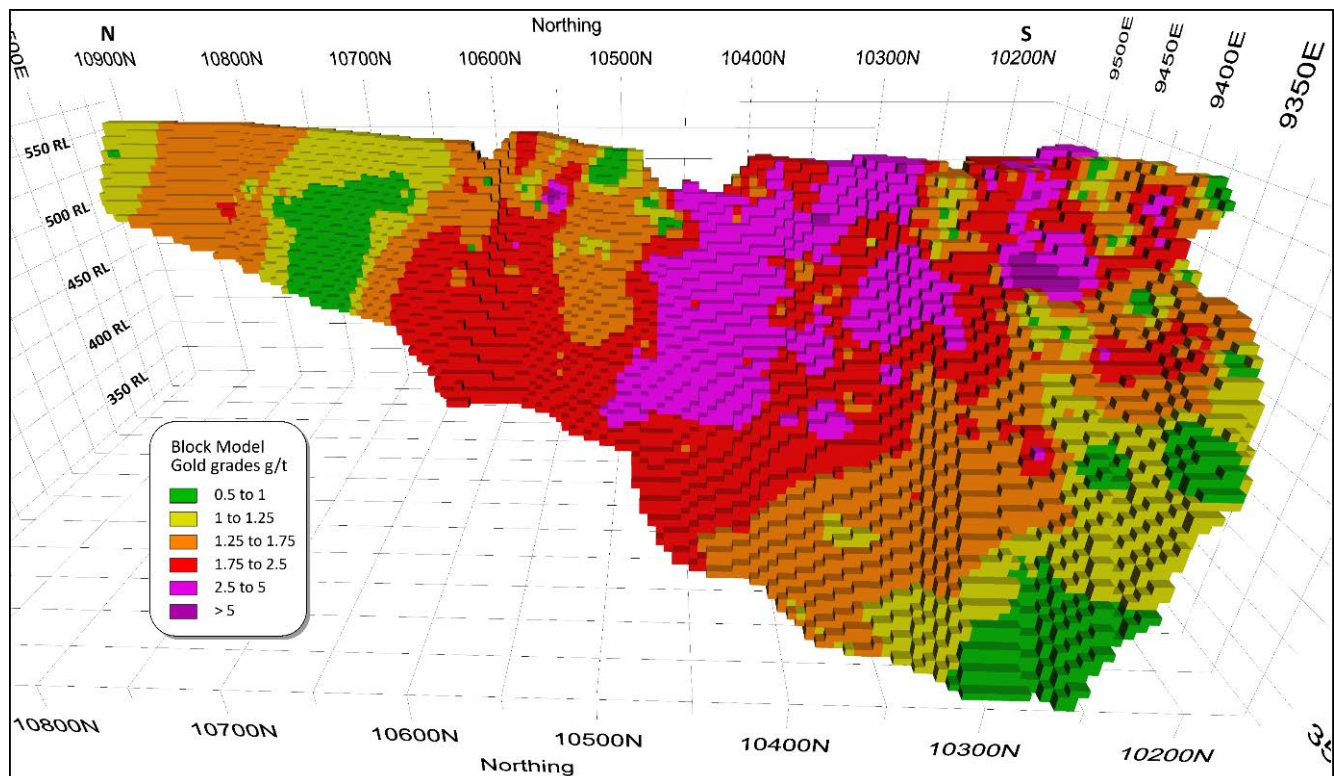 Northing
N
S
10900N 10800N 10700N 10600N 10500N 10400N 10300N 10200N
9500E
9450E
9400E
9350E
550 RL
500 RL
450 RL
400 RL
350 RL
Block Model
Gold grades g/t
0.5 to 1
1 to 1.25
1.25 to 1.75
1.75 to 2.5
2.5 to 5
> 5
10800N 10700N 10600N 10500N 10400N 10300N 10200N
Northing